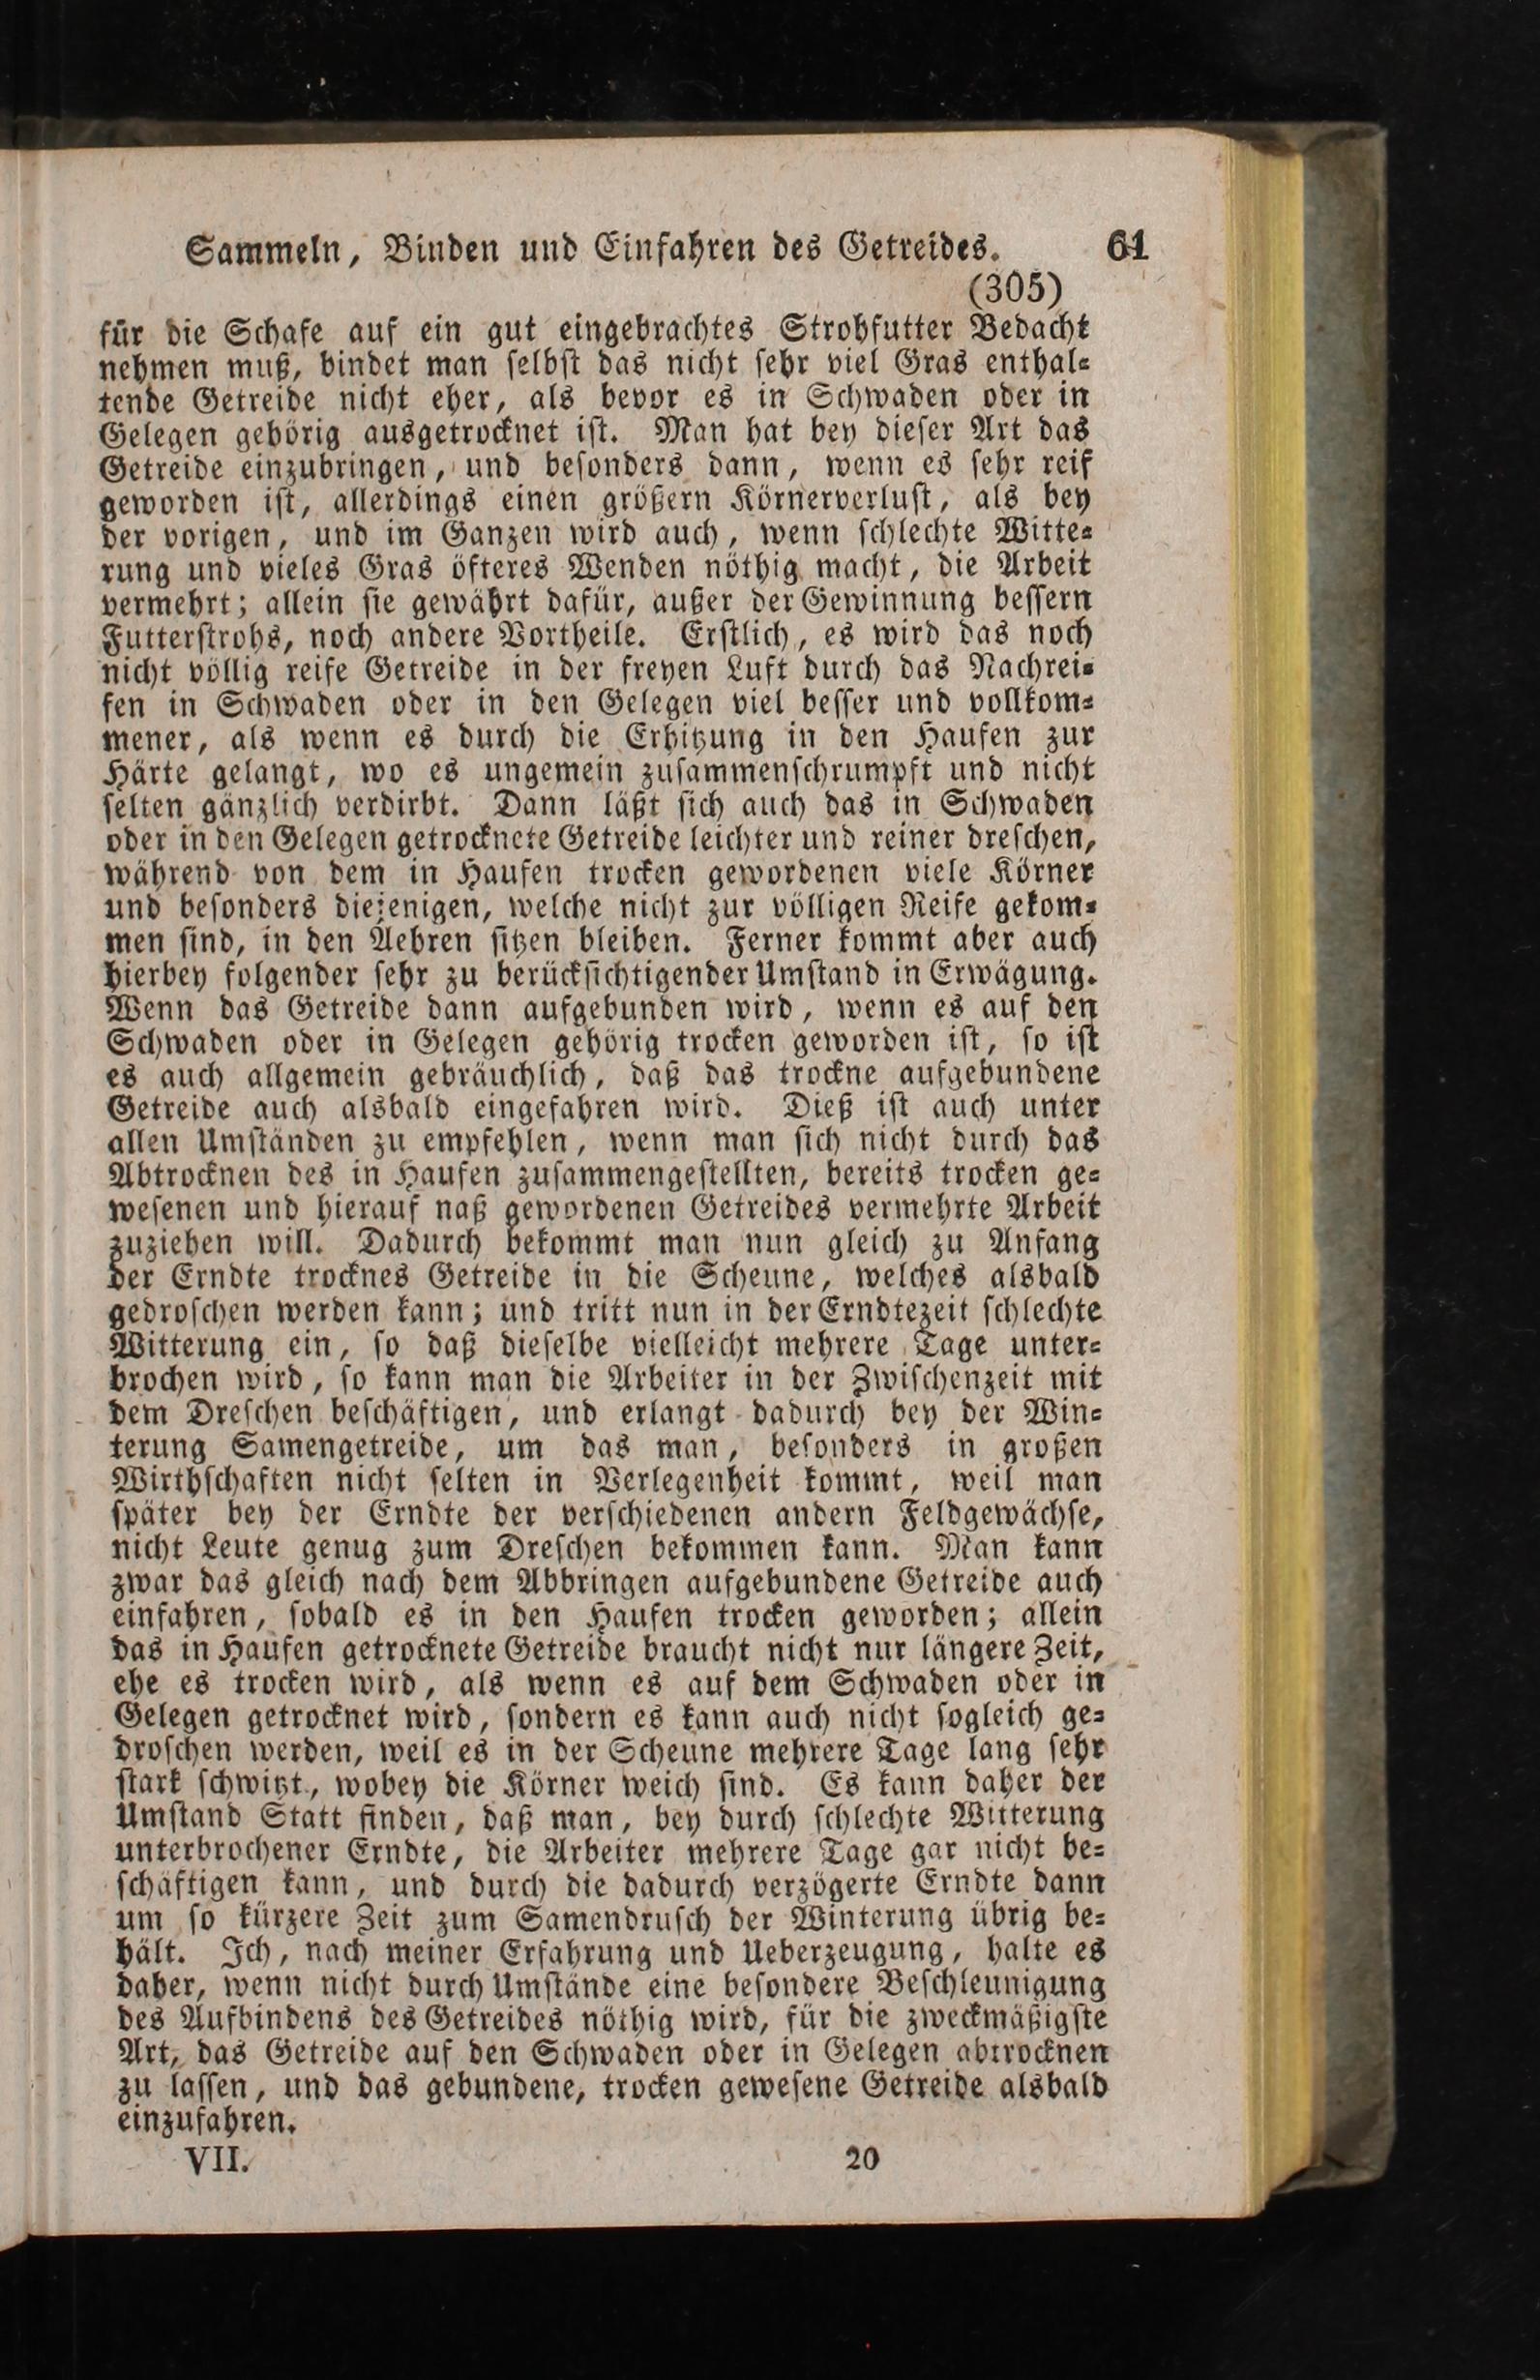 Sammeln, Binden und Einfahren des Getreides. 61
(305)
für die Schafe auf ein gut eingebrachtes Strohfutter Bedacht
nehmen muß, bindet man ſelbſt das nicht ſehr viel Gras enthal⸗
tende Getreide nicht eher, als bevor es in Schwaden oder in
Gelegen gehörig ausgetrocknet iſt. Man hat bey dieſer Art das
Getreide einzubringen, und beſonders dann, wenn es ſehr reif
geworden iſt, allerdings einen größern Körnerverluſt, als bey
der vorigen, und im Ganzen wird auch, wenn ſchlechte Witte⸗
rung und vieles Gras öfteres Wenden nöthig macht, die Arbeit
vermehrt; allein ſie gewährt dafür, außer der Gewinnung beſſern
Futterſtrohs, noch andere Vortheile. Erſtlich, es wird das noch
nicht völlig reife Getreide in der freyen Luft durch das Nachrei⸗
fen in Schwaden oder in den Gelegen viel beſſer und vollkom⸗
mener, als wenn es durch die Erhitzung in den Haufen zur
Härte gelangt, wo es ungemein zuſammenſchrumpft und nicht
ſelten gänzlich verdirbt. Dann läßt ſich auch das in Schwaden
oder in den Gelegen getrocknete Getreide leichter und reiner dreſchen,
während von dem in Haufen trocken gewordenen viele Körner
und beſonders diejenigen, welche nicht zur völligen Reife gekom⸗
men ſind, in den Aehren ſitzen bleiben. Ferner kommt aber auch
hierbey folgender ſehr zu berückſichtigender Umſtand in Erwägung.
Wenn das Getreide dann aufgebunden wird, wenn es auf den
Schwaden oder in Gelegen gehörig trocken geworden iſt, ſo iſt
es auch allgemein gebräuchlich, daß das trockne aufgebundene
Getreide auch alsbald eingefahren wird. Dieß iſt auch unter
allen Umſtänden zu empfehlen, wenn man ſich nicht durch das
Abtrocknen des in Haufen zuſammengeſtellten, bereits trocken ge⸗
weſenen und hierauf naß gewordenen Getreides vermehrte Arbeit
zuziehen will. Dadurch bekommt man nun gleich zu Anfang
der Erndte trocknes Getreide in die Scheune, welches alsbald
gedroſchen werden kann; und tritt nun in der Erndtezeit ſchlechte
Witterung ein, ſo daß dieſelbe vielleicht mehrere Tage unter⸗
brochen wird, ſo kann man die Arbeiter in der Zwiſchenzeit mit
dem Dreſchen beſchäftigen, und erlangt dadurch bey der Win⸗
terung Samengetreide, um das man, beſonders in großen
Wirthſchaften nicht ſelten in Verlegenheit kommt, weil man
ſpäter bey der Erndte der verſchiedenen andern Feldgewächſe,
nicht Leute genug zum Dreſchen bekommen kann. Man kann
zwar das gleich nach dem Abbringen aufgebundene Getreide auch
einfahren, ſobald es in den Haufen trocken geworden; allein
das in Haufen getrocknete Getreide braucht nicht nur längere Zeit,
ehe es trocken wird, als wenn es auf dem Schwaden oder in
Gelegen getrocknet wird, ſondern es kann auch nicht ſogleich ge⸗
droſchen werden, weil es in der Scheune mehrere Tage lang ſehr
ſtark ſchwitzt, wobey die Körner weich ſind. Es kann daher der
Umſtand Statt finden, daß man, bey durch ſchlechte Witterung
unterbrochener Erndte, die Arbeiter mehrere Tage gar nicht be⸗
ſchäftigen kann, und durch die dadurch verzögerte Erndte dann
um ſo kürzere Zeit zum Samendruſch der Winterung übrig be⸗
hält. Ich, nach meiner Erfahrung und Ueberzeugung, halte es
daher, wenn nicht durch Umſtände eine beſondere Beſchleunigung
des Aufbindens des Getreides nöthig wird, für die zweckmäßigſte
Art, das Getreide auf den Schwaden oder in Gelegen abtrocknen
zu laſſen, und das gebundene, trocken geweſene Getreide alsbald
einzufahren.
VII. 20